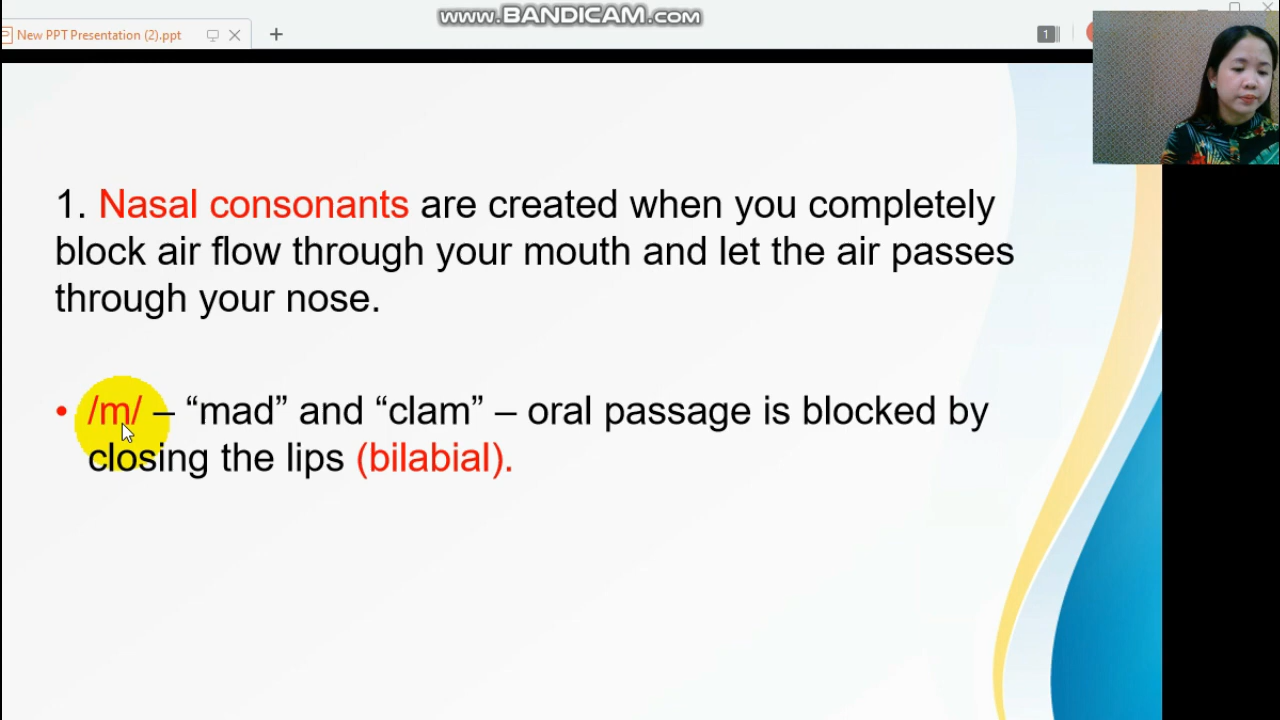 www.BANDICAM.com
New PPT Presentation (2).ppt
1
1. Nasal consonants are created when you completely
block air flow through your mouth and let the air passes
through your nose.
• /m/ – “mad” and “clam” – oral passage is blocked by
closing the lips (bilabial).